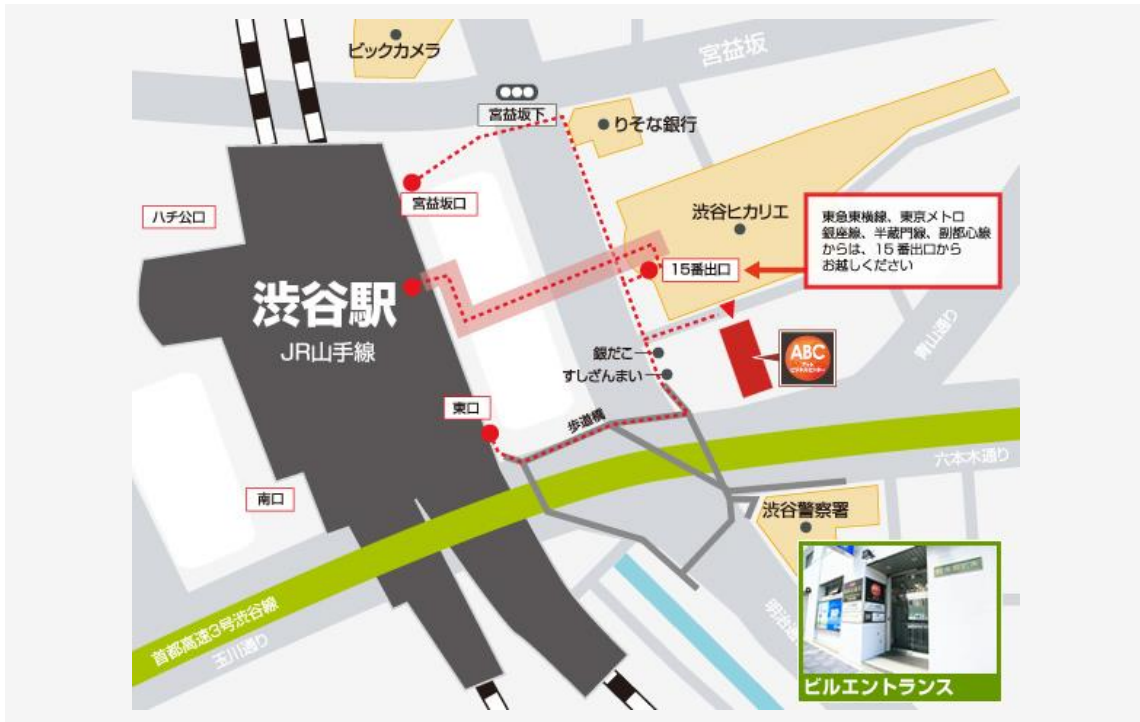 ビックカメラ
宮益坂
宮益坂下
りそな銀行
宮益坂口
ハチ公口
渋谷ヒカリエ
東急東横線、東京メトロ
銀座線、半蔵門線、副都心線
からは、15番出口から
お越しください
15番出口
渋谷駅
JR山手線
青山通り
銀だこ
すしざんまい
ABC
東口
歩道橋
六本木通り
南口
渋谷警察署
首都高速3号渋谷線
玉川通り
明治通
ビルエントランス